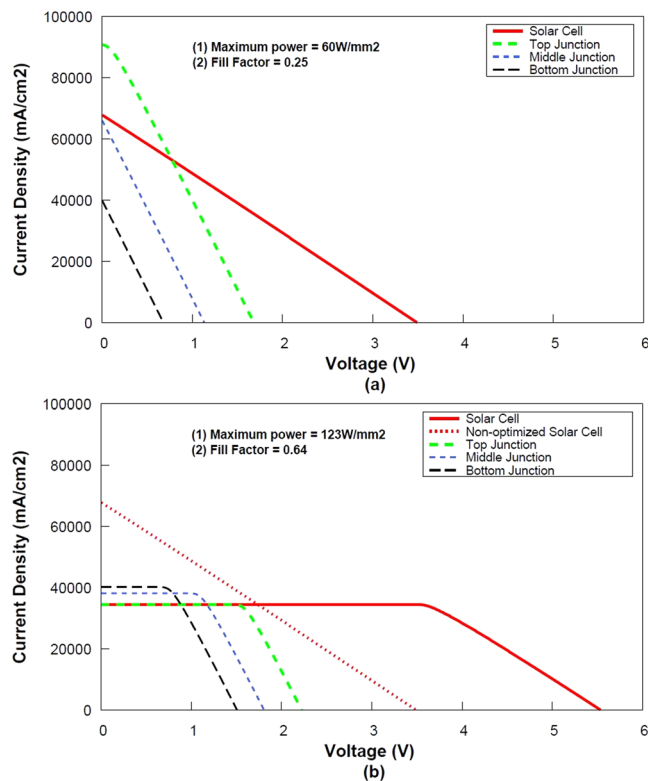 100000
80000
60000
40000
20000
0
Current Density (mA/cm2)
(1) Maximum power = 60W/mm2
(2) Fill Factor = 0.25
Solar Cell
Top Junction
Middle Junction
Bottom Junction
0 1 2 3 4 5 6
Voltage (V)
(a)
100000
80000
60000
40000
20000
0
Current Density (mA/cm2)
(1) Maximum power = 123W/mm2
(2) Fill Factor = 0.64
Solar Cell
Non-optimized Solar Cell
Top Junction
Middle Junction
Bottom Junction
0 1 2 3 4 5 6
Voltage (V)
(b)